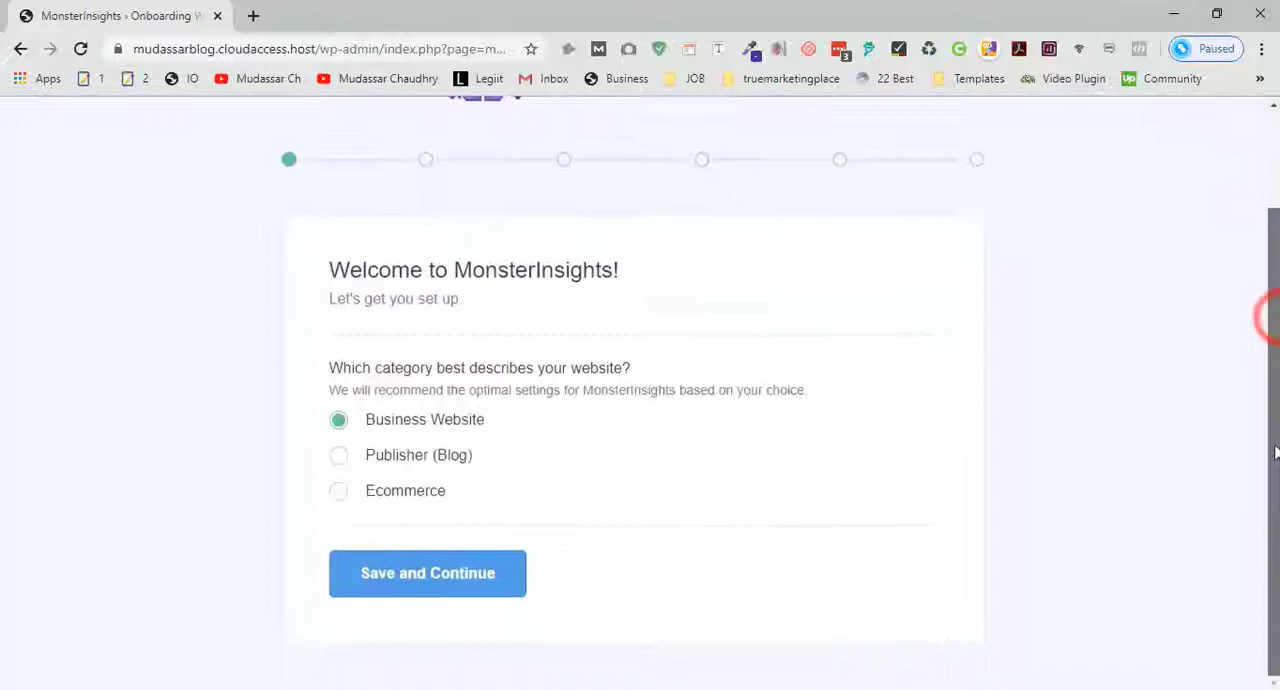 MonsterInsights › Onboarding W
mudassarblog.cloudaccess.host/wp-admin/index.php?page=m...
3
Paused
Apps
1
2
IO
Mudassar Ch
Mudassar Chaudhry
Legiit
Inbox
Business
JOB
truemarketingplace
22 Best
Templates
Video Plugin
Community
»
Welcome to MonsterInsights!
Let's get you set up.
Which category best describes your website?
We will recommend the optimal settings for MonsterInsights based on your choice.
Business Website
Publisher (Blog)
Ecommerce
Save and Continue